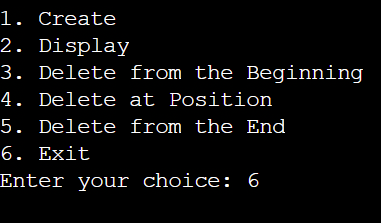 1. Create
2. Display
3. Delete from the Beginning
4. Delete at Position
5. Delete from the End
6. Exit
Enter your choice: 6